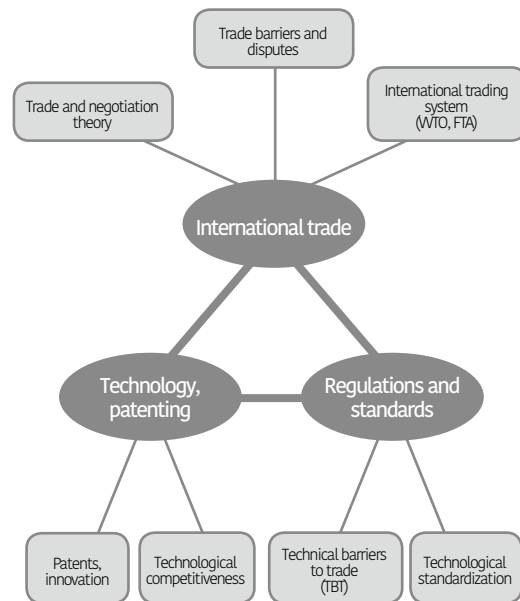 Trade barriers and
disputes
Trade and negotiation
theory
International trading
system
(WTO, FTA)
International trade
Technology,
patenting
Regulations and
standards
Patents,
innovation
Technological
competitiveness
Technical barriers
to trade
(TBT)
Technological
standardization